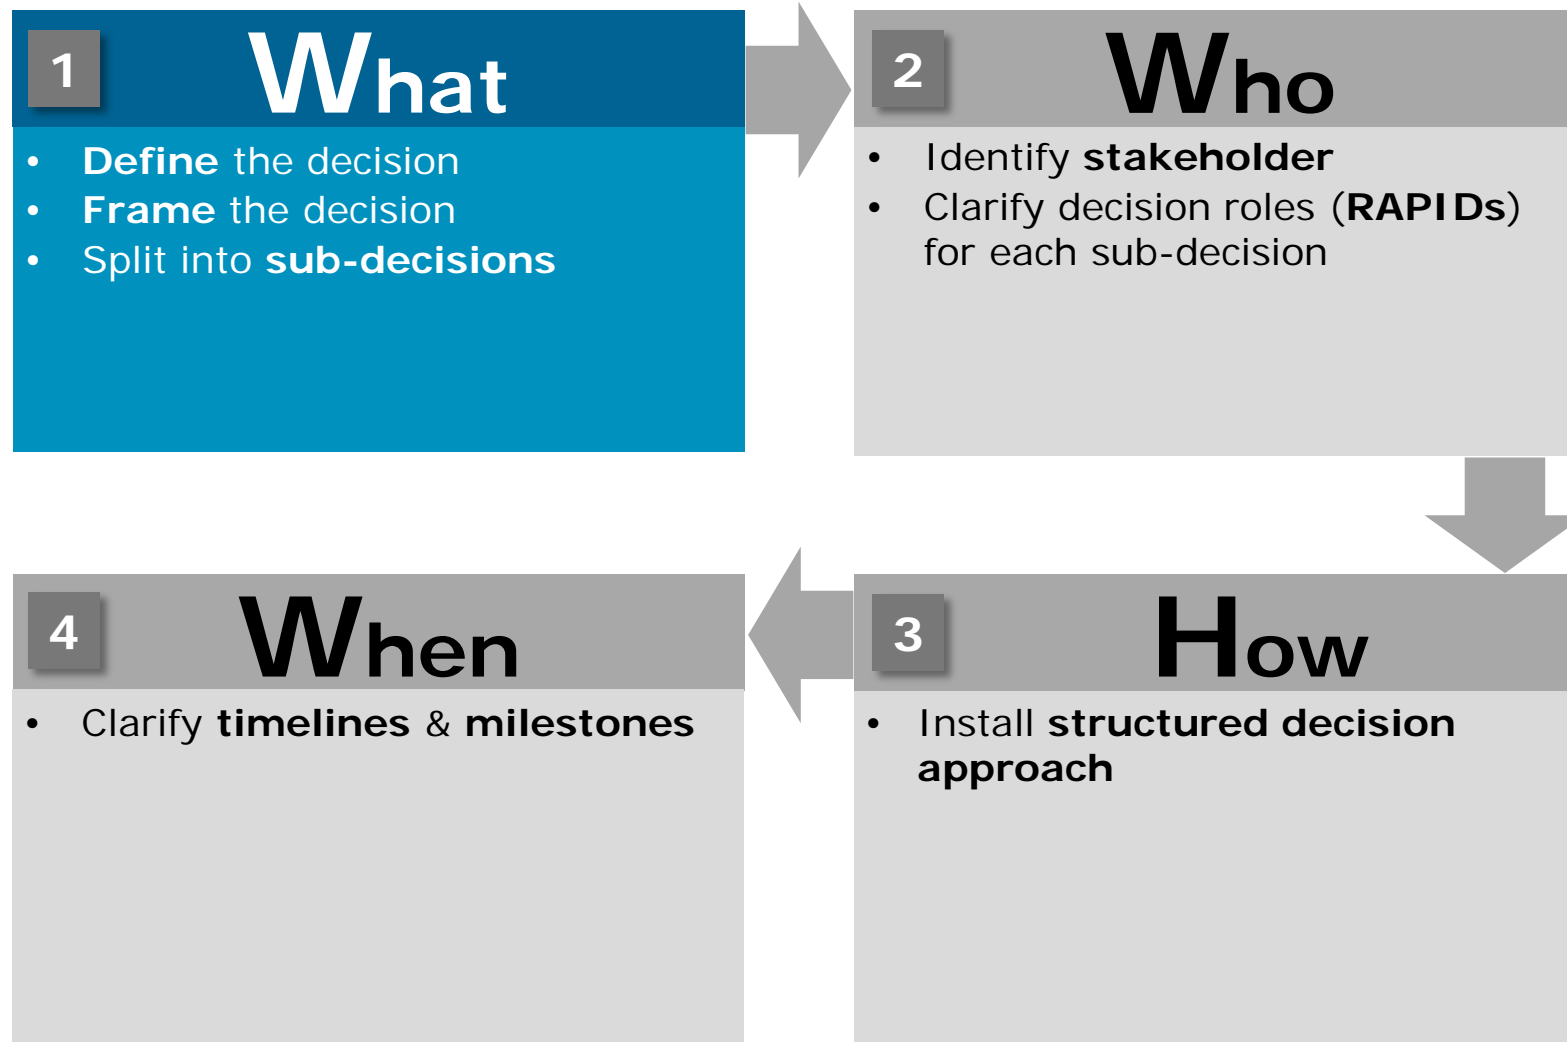 1
What
• Define the decision
• Frame the decision
• Split into sub-decisions
2
Who
• Identify stakeholder
• Clarify decision roles (RAPIDs)
for each sub-decision
3
How
• Install structured decision
approach
4
When
• Clarify timelines & milestones